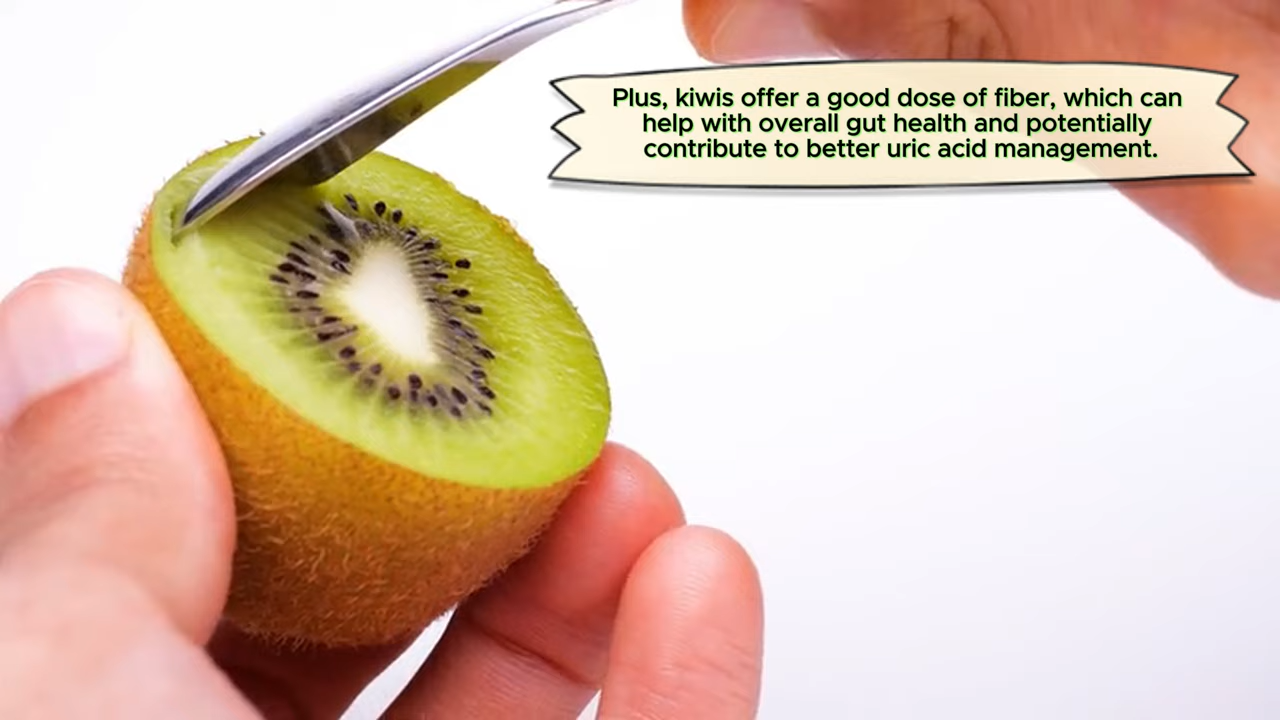 Plus, kiwis offer a good dose of fiber, which can
help with overall gut health and potentially
contribute to better uric acid management.